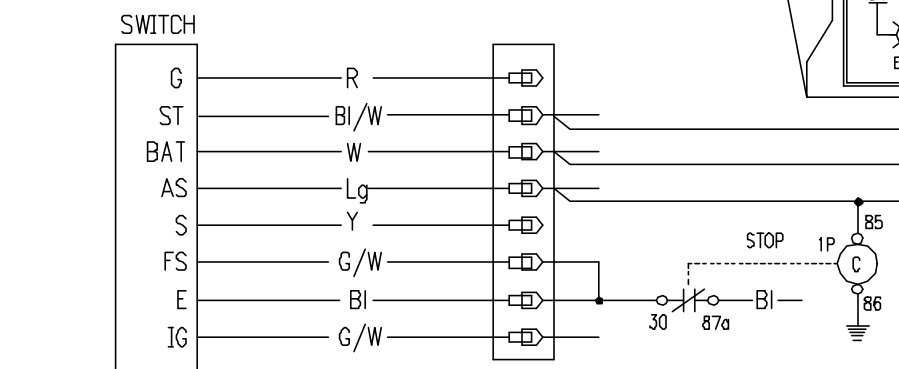 SWITCH
G R
ST Bl/W
BAT W
AS Lg
S Y
FS G/W
E Bl
IG G/W
STOP
1P
85
C
86
30
87a
Bl
E